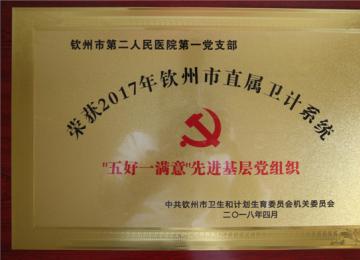 钦州市第二人民医院第一党支部
荣获2017年钦州市直属卫计系统
"五好一满意"先进基层党组织
中共钦州市卫生和计划生育委员会机关委员会
二〇一八年四月